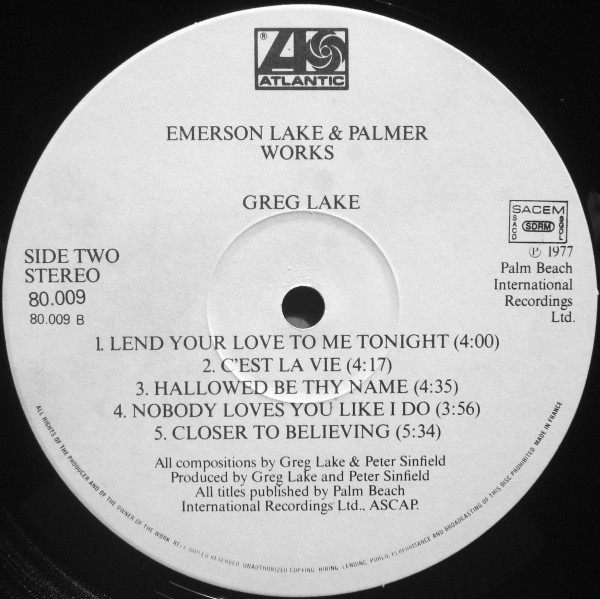 ® 
ATLANTIC
EMERSON LAKE & PALMER
WORKS
GREG LAKE
SIDE TWO
STEREO
80.009
80.009 B
SACEM
SACD
SDRM
SGDL
℗ 1977
Palm Beach
International
Recordings
Ltd.
1. LEND YOUR LOVE TO ME TONIGHT (4:00)
2. C'EST LA VIE (4:17)
3. HALLOWED BE THY NAME (4:35)
4. NOBODY LOVES YOU LIKE I DO (3:56)
5. CLOSER TO BELIEVING (5:34)
All compositions by Greg Lake & Peter Sinfield
Produced by Greg Lake and Peter Sinfield
All titles published by Palm Beach
International Recordings Ltd., ASCAP.
ALL RIGHTS OF THE PRODUCER AND OF THE OWNER OF THE WORK RESERVED. UNAUTHORIZED COPYING, HIRING, LENDING, PUBLIC PERFORMANCE AND BROADCASTING OF THIS DISC PROHIBITED MADE IN FRANCE